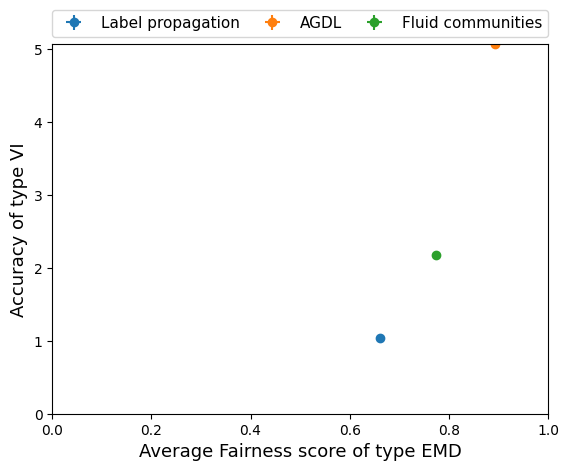 Label propagation AGDL Fluid communities
5
4
3
2
1
0
0.0 0.2 0.4 0.6 0.8 1.0
Accuracy of type VI
Average Fairness score of type EMD